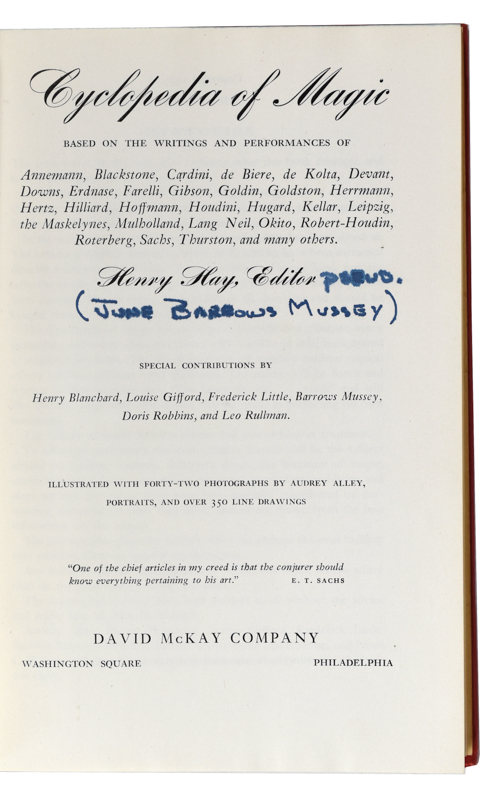 Cyclopedia of Magic
BASED ON THE WRITINGS AND PERFORMANCES OF
Annemann, Blackstone, Cardini, de Biere, de Kolta, Devant,
Downs, Erdnase, Farelli, Gibson, Goldin, Goldston, Herrmann,
Hertz, Hilliard, Hoffmann, Houdini, Hugard, Kellar, Leipzig,
the Maskelynes, Mulholland, Lang Neil, Okito, Robert-Houdin,
Roterberg, Sachs, Thurston, and many others.
Henry Hay, Editor PSEUD.
(JUNE BARROWS MUSSEY)
SPECIAL CONTRIBUTIONS BY
Henry Blanchard, Louise Gifford, Frederick Little, Barrows Mussey,
Doris Robbins, and Leo Rullman.
ILLUSTRATED WITH FORTY-TWO PHOTOGRAPHS BY AUDREY ALLEY,
PORTRAITS, AND OVER 350 LINE DRAWINGS
"One of the chief articles in my creed is that the conjurer should
know everything pertaining to his art." E. T. SACHS
DAVID McKAY COMPANY
WASHINGTON SQUARE PHILADELPHIA